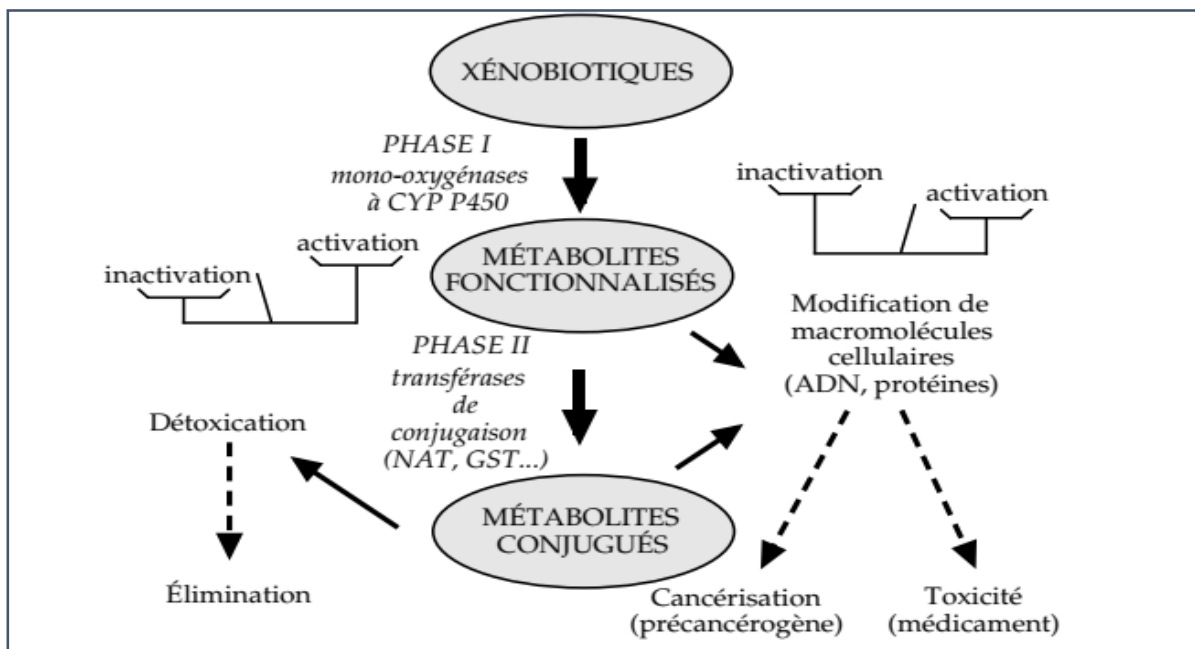 XÉNOBIOTIQUES
PHASE I
mono-oxygénases
à CYP P450
inactivation
activation
activation
inactivation
MÉTABOLITES
FONCTIONNALISÉS
Modification de
macromolécules
cellulaires
(ADN, protéines)
PHASE II
transférases
de
conjugaison
(NAT, GST...)
Détoxication
MÉTABOLITES
CONJUGUÉS
Élimination
Cancérisation
(précancérogène)
Toxicité
(médicament)